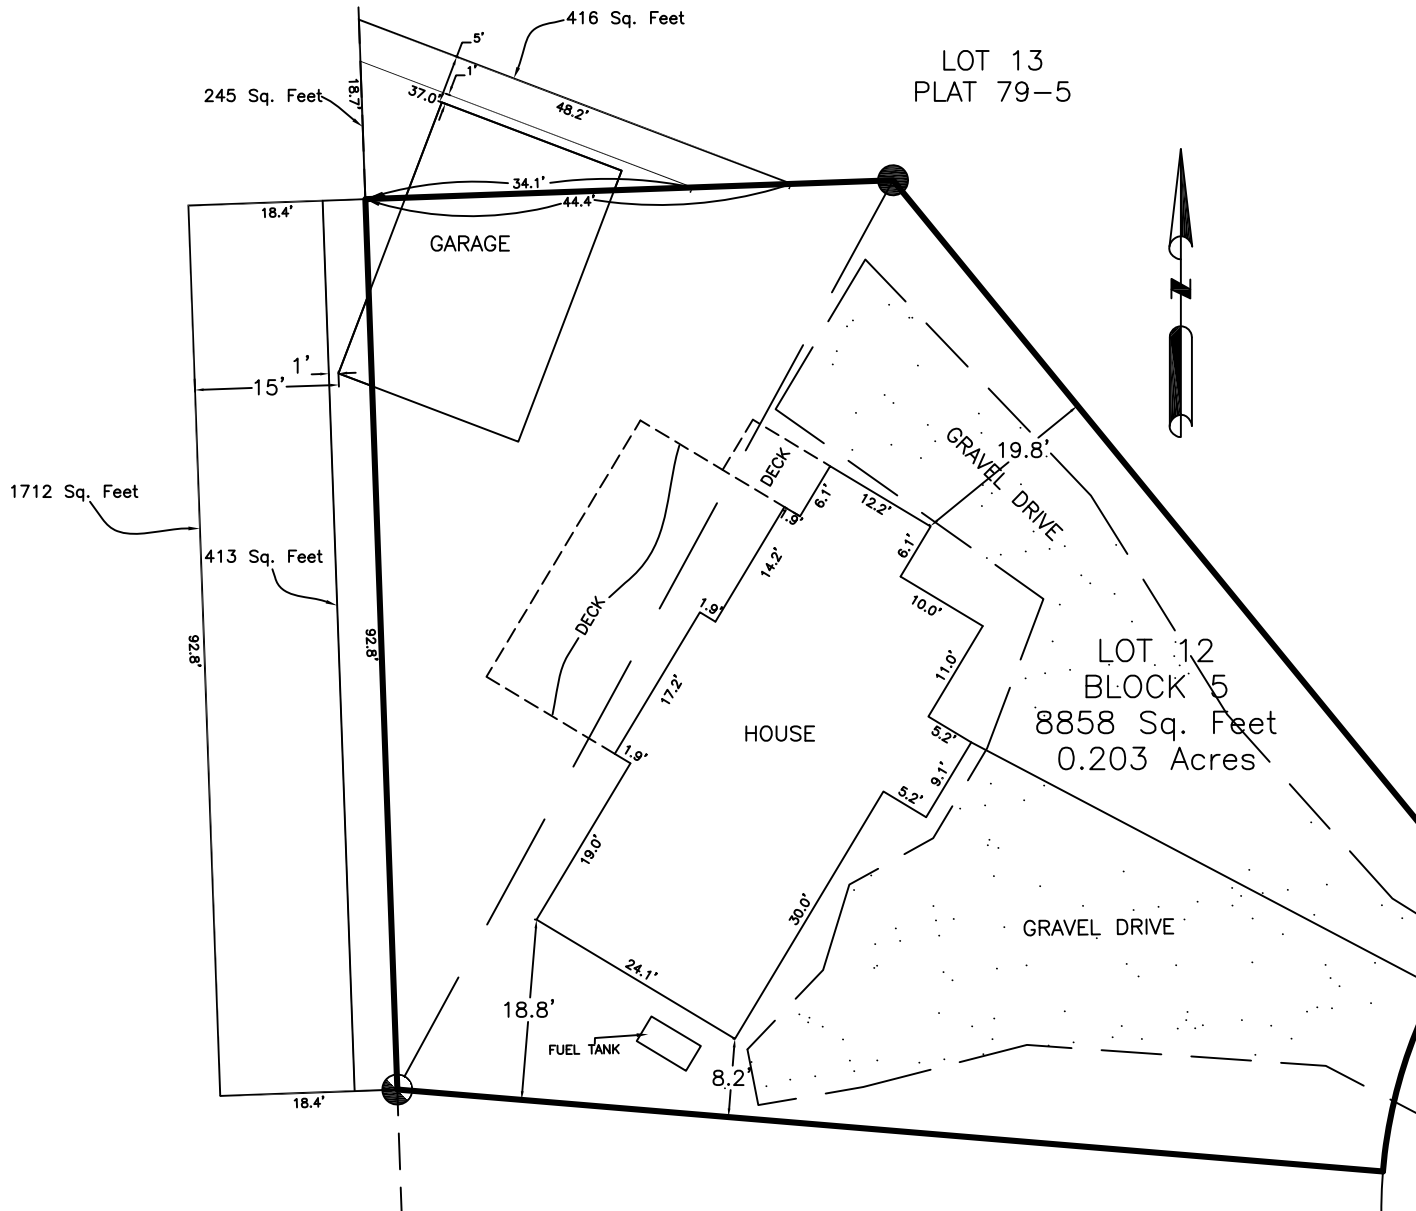 416 Sq. Feet
LOT 13
PLAT 79-5
5'
1'
37.0'
18.7'
48.2'
245 Sq. Feet
34.1'
44.4'
18.4'
GARAGE
N
1'
15'
GRAVEL DRIVE
19.8'
DECK
6.1'
12.2'
1.9'
1712 Sq. Feet
413 Sq. Feet
14.2'
6.1'
10.0'
1.9'
DECK
92.8'
92.8'
11.0'
17.2'
LOT 12
BLOCK 5
8858 Sq. Feet
0.203 Acres
HOUSE
5.2'
1.9'
9.1'
5.2'
19.0'
30.0'
GRAVEL DRIVE
24.1'
18.8'
FUEL TANK
8.2'
18.4'